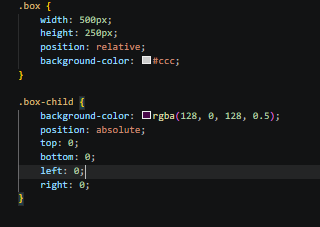 .box {
width: 500px;
height: 250px;
position: relative;
background-color: #ccc;
}
.box-child {
background-color: rgba(128, 0, 128, 0.5);
position: absolute;
top: 0;
bottom: 0;
left: 0;
right: 0;
}